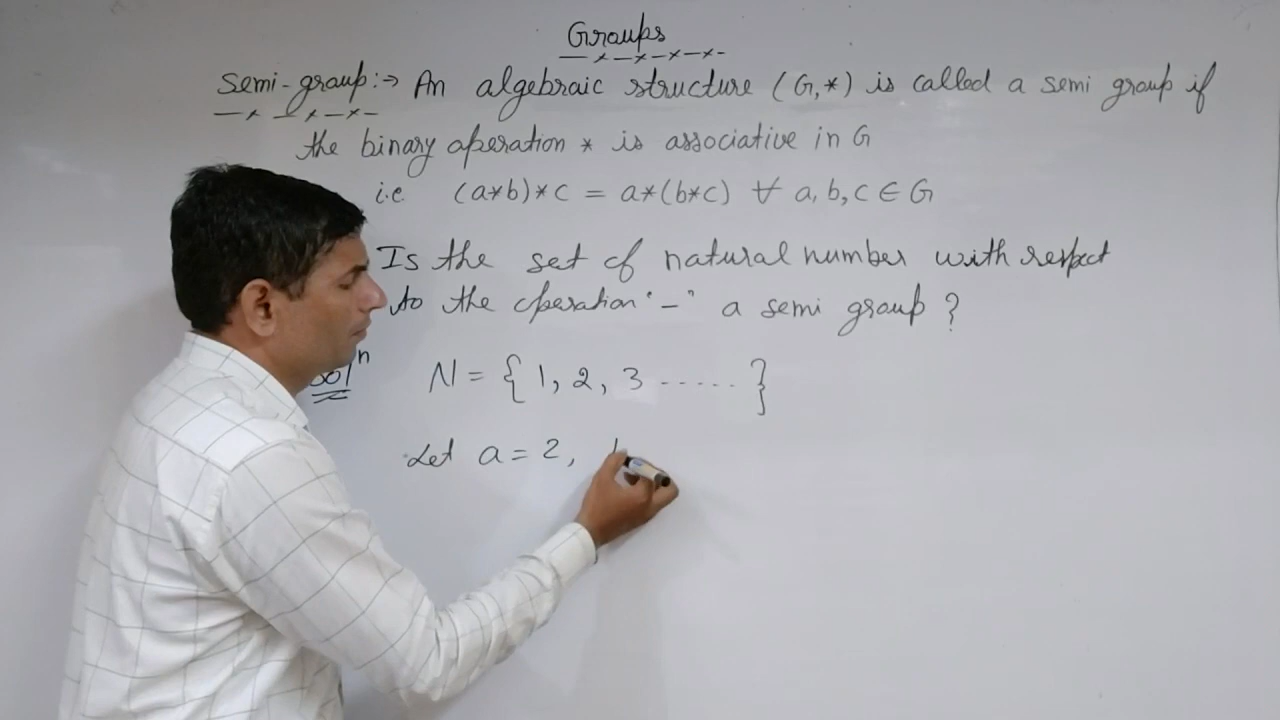 Groups
Semi-group:→ An algebraic structure (G,*) is called a semi group if
the binary operation * is associative in G
i.e. (a*b)*c = a*(b*c) ∀ a, b, c ∈ G
Is the set of natural number with respect
to the operation '-' a semi group ?
Solⁿ N = { 1, 2, 3 ----- }
Let a = 2,